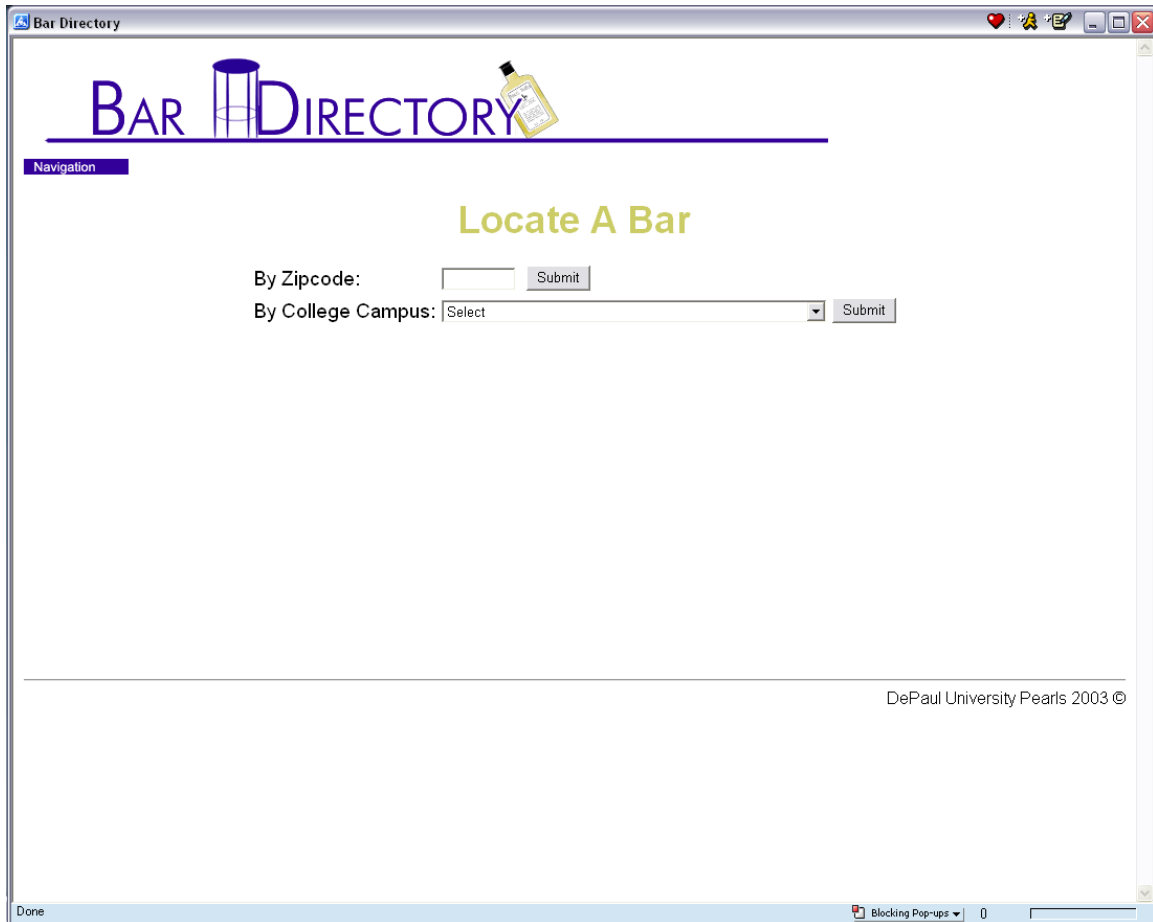 Bar Directory
BAR DIRECTORY
Navigation
Locate A Bar
By Zipcode: Submit
By College Campus: Select Submit
DePaul University Pearls 2003 ©
Done Blocking Pop-ups 0